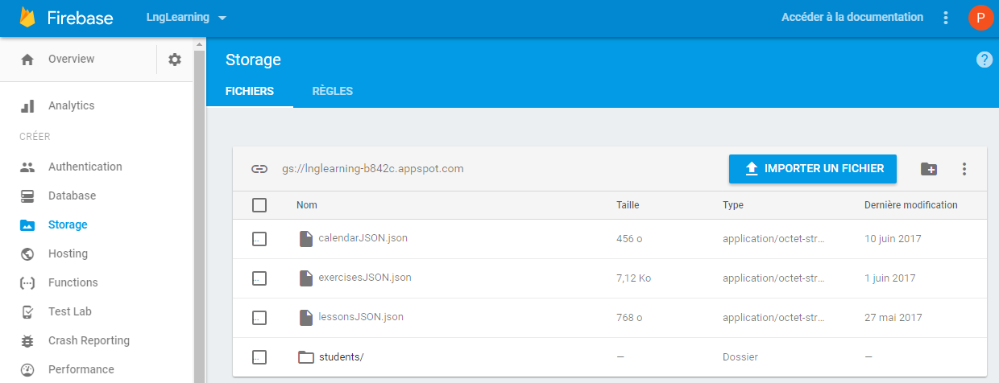 Firebase
LngLearning
Accéder à la documentation
P
Overview
Storage
?
FICHIERS
RÈGLES
Analytics
CRÉER
Authentication
Database
Storage
Hosting
Functions
Test Lab
Crash Reporting
Performance
gs://lnglearning-b842c.appspot.com
IMPORTER UN FICHIER
Nom Taille Type Dernière modification
calendarJSON.json 456 o application/octet-str... 10 juin 2017
exercisesJSON.json 7,12 Ko application/octet-str... 1 juin 2017
lessonsJSON.json 768 o application/octet-str... 27 mai 2017
students/ — Dossier —